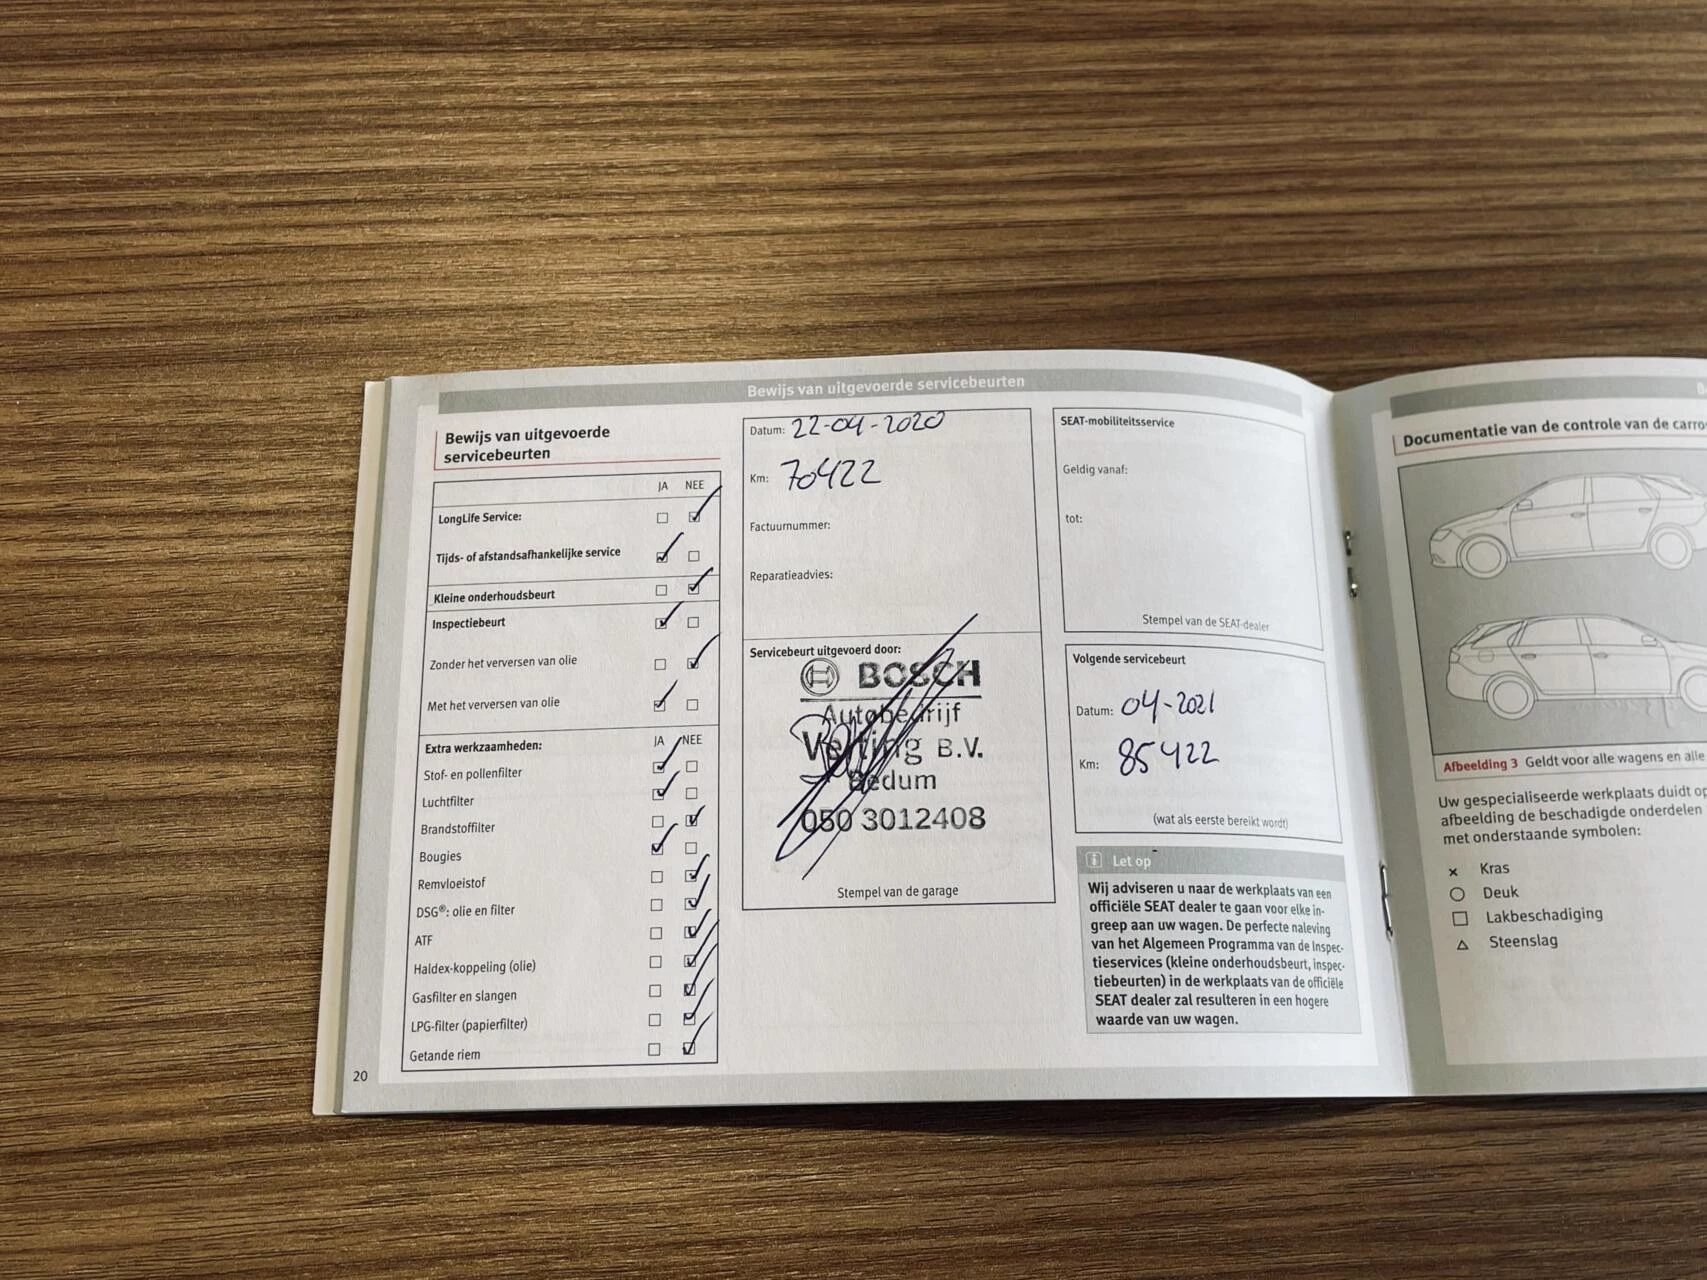 Bewijs van uitgevoerde servicebeurten
Bewijs van uitgevoerde
servicebeurten
JA NEE
LongLife Service:
Tijds- of afstandsafhankelijke service
Kleine onderhoudsbeurt
Inspectiebeurt
Zonder het verversen van olie
Met het verversen van olie
Extra werkzaamheden: JA NEE
Stof- en pollenfilter
Luchtfilter
Brandstoffilter
Bougies
Remvloeistof
DSG®: olie en filter
ATF
Haldex-koppeling (olie)
Gasfilter en slangen
LPG-filter (papierfilter)
Getande riem
20
Datum: 22-04-2020
Km: 70422
Factuurnummer:
Reparatieadvies:
Servicebeurt uitgevoerd door:
BOSCH
Autobedrijf
B.V.
Bedum
050 3012408
Stempel van de garage
SEAT-mobiliteitsservice
Geldig vanaf:
tot:
Stempel van de SEAT-dealer
Volgende servicebeurt
Datum: 04-2021
Km: 85422
(wat als eerste bereikt wordt)
Let op
Wij adviseren u naar de werkplaats van een
officiële SEAT dealer te gaan voor elke in-
greep aan uw wagen. De perfecte naleving
van het Algemeen Programma van de Inspec-
tieservices (kleine onderhoudsbeurt, inspec-
tiebeurten) in de werkplaats van de officiële
SEAT dealer zal resulteren in een hogere
waarde van uw wagen.
Documentatie van de controle van de carro
Afbeelding 3 Geldt voor alle wagens en alle
Uw gespecialiseerde werkplaats duidt op
afbeelding de beschadigde onderdelen
met onderstaande symbolen:
Kras
Deuk
Lakbeschadiging
Steenslag